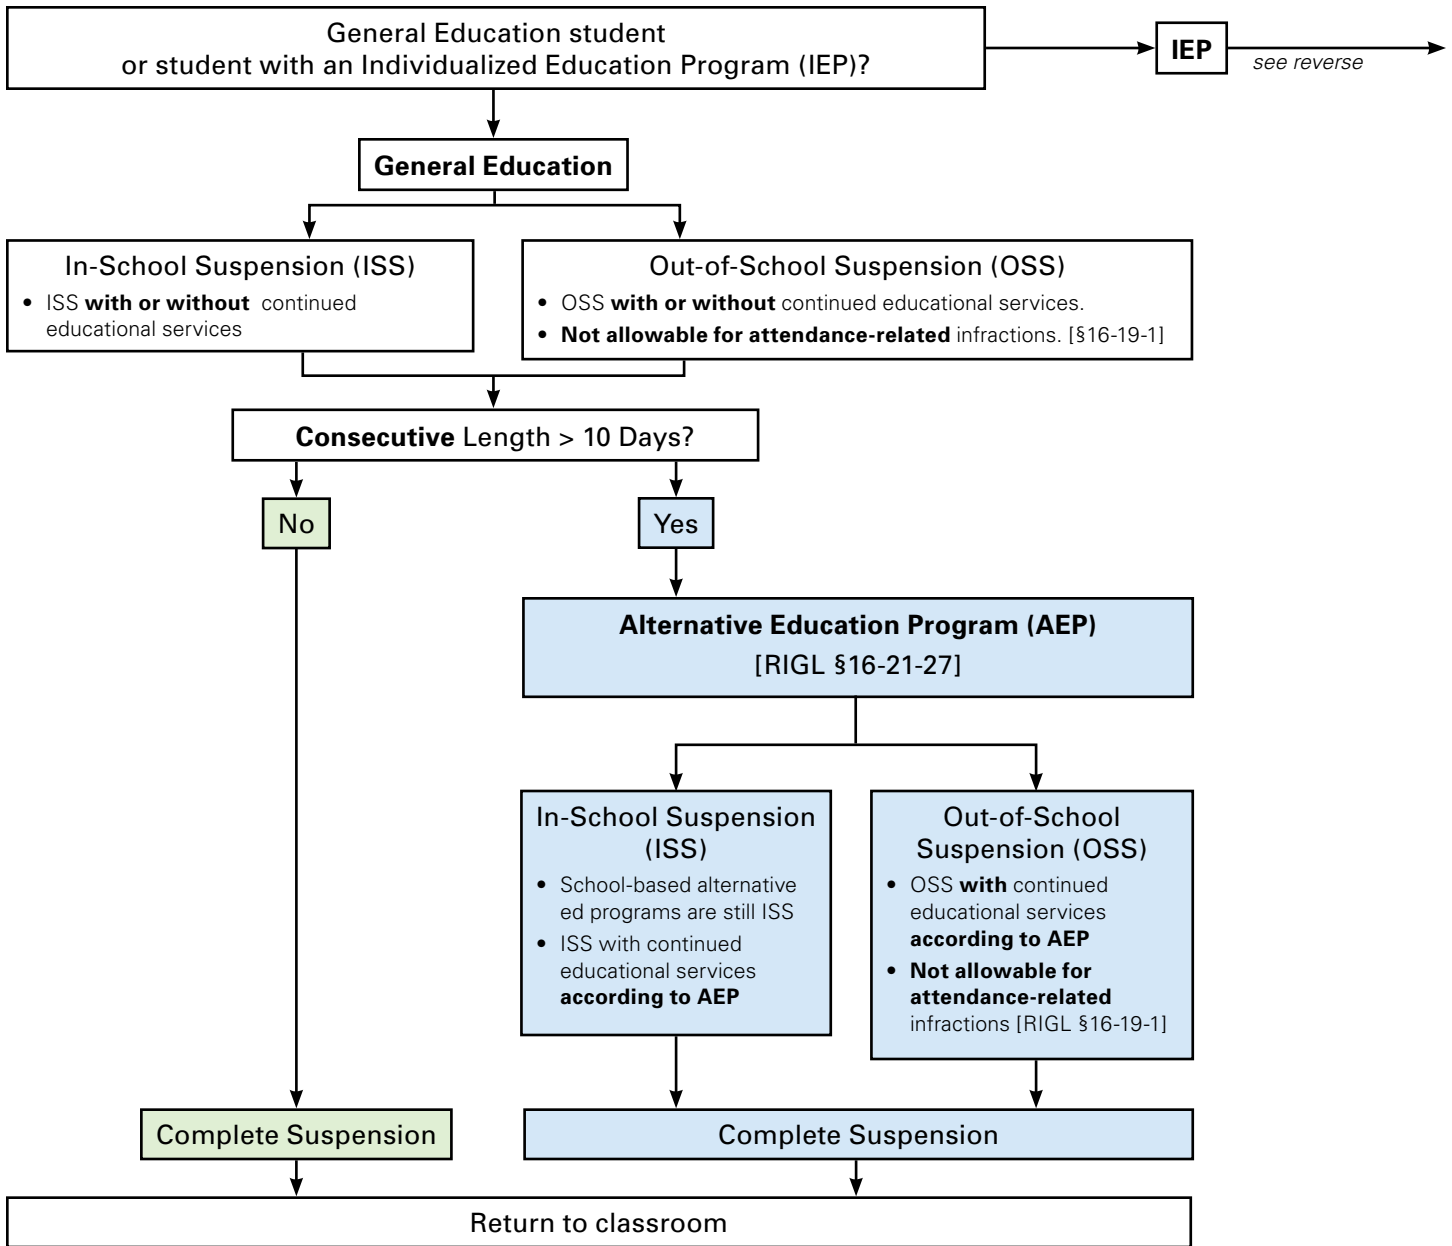 General Education student
or student with an Individualized Education Program (IEP)?
IEP
see reverse
General Education
In-School Suspension (ISS)
• ISS with or without continued
educational services
Out-of-School Suspension (OSS)
• OSS with or without continued educational services.
• Not allowable for attendance-related infractions. [§16-19-1]
Consecutive Length > 10 Days?
No
Yes
Alternative Education Program (AEP)
[RIGL §16-21-27]
In-School Suspension
(ISS)
• School-based alternative
ed programs are still ISS
• ISS with continued
educational services
according to AEP
Out-of-School
Suspension (OSS)
• OSS with continued
educational services
according to AEP
• Not allowable for
attendance-related
infractions [RIGL §16-19-1]
Complete Suspension
Complete Suspension
Return to classroom